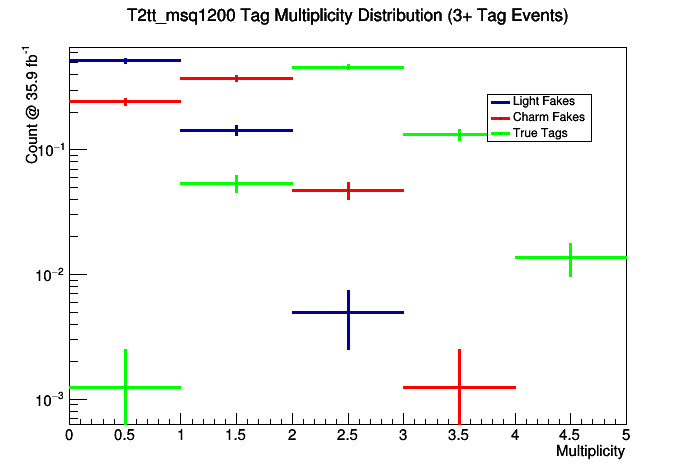 T2tt_msq1200 Tag Multiplicity Distribution (3+ Tag Events)
Count @ 35.9 fb⁻¹
Light Fakes
Charm Fakes
True Tags
10⁻¹
10⁻²
10⁻³
0 0.5 1 1.5 2 2.5 3 3.5 4 4.5 5
Multiplicity